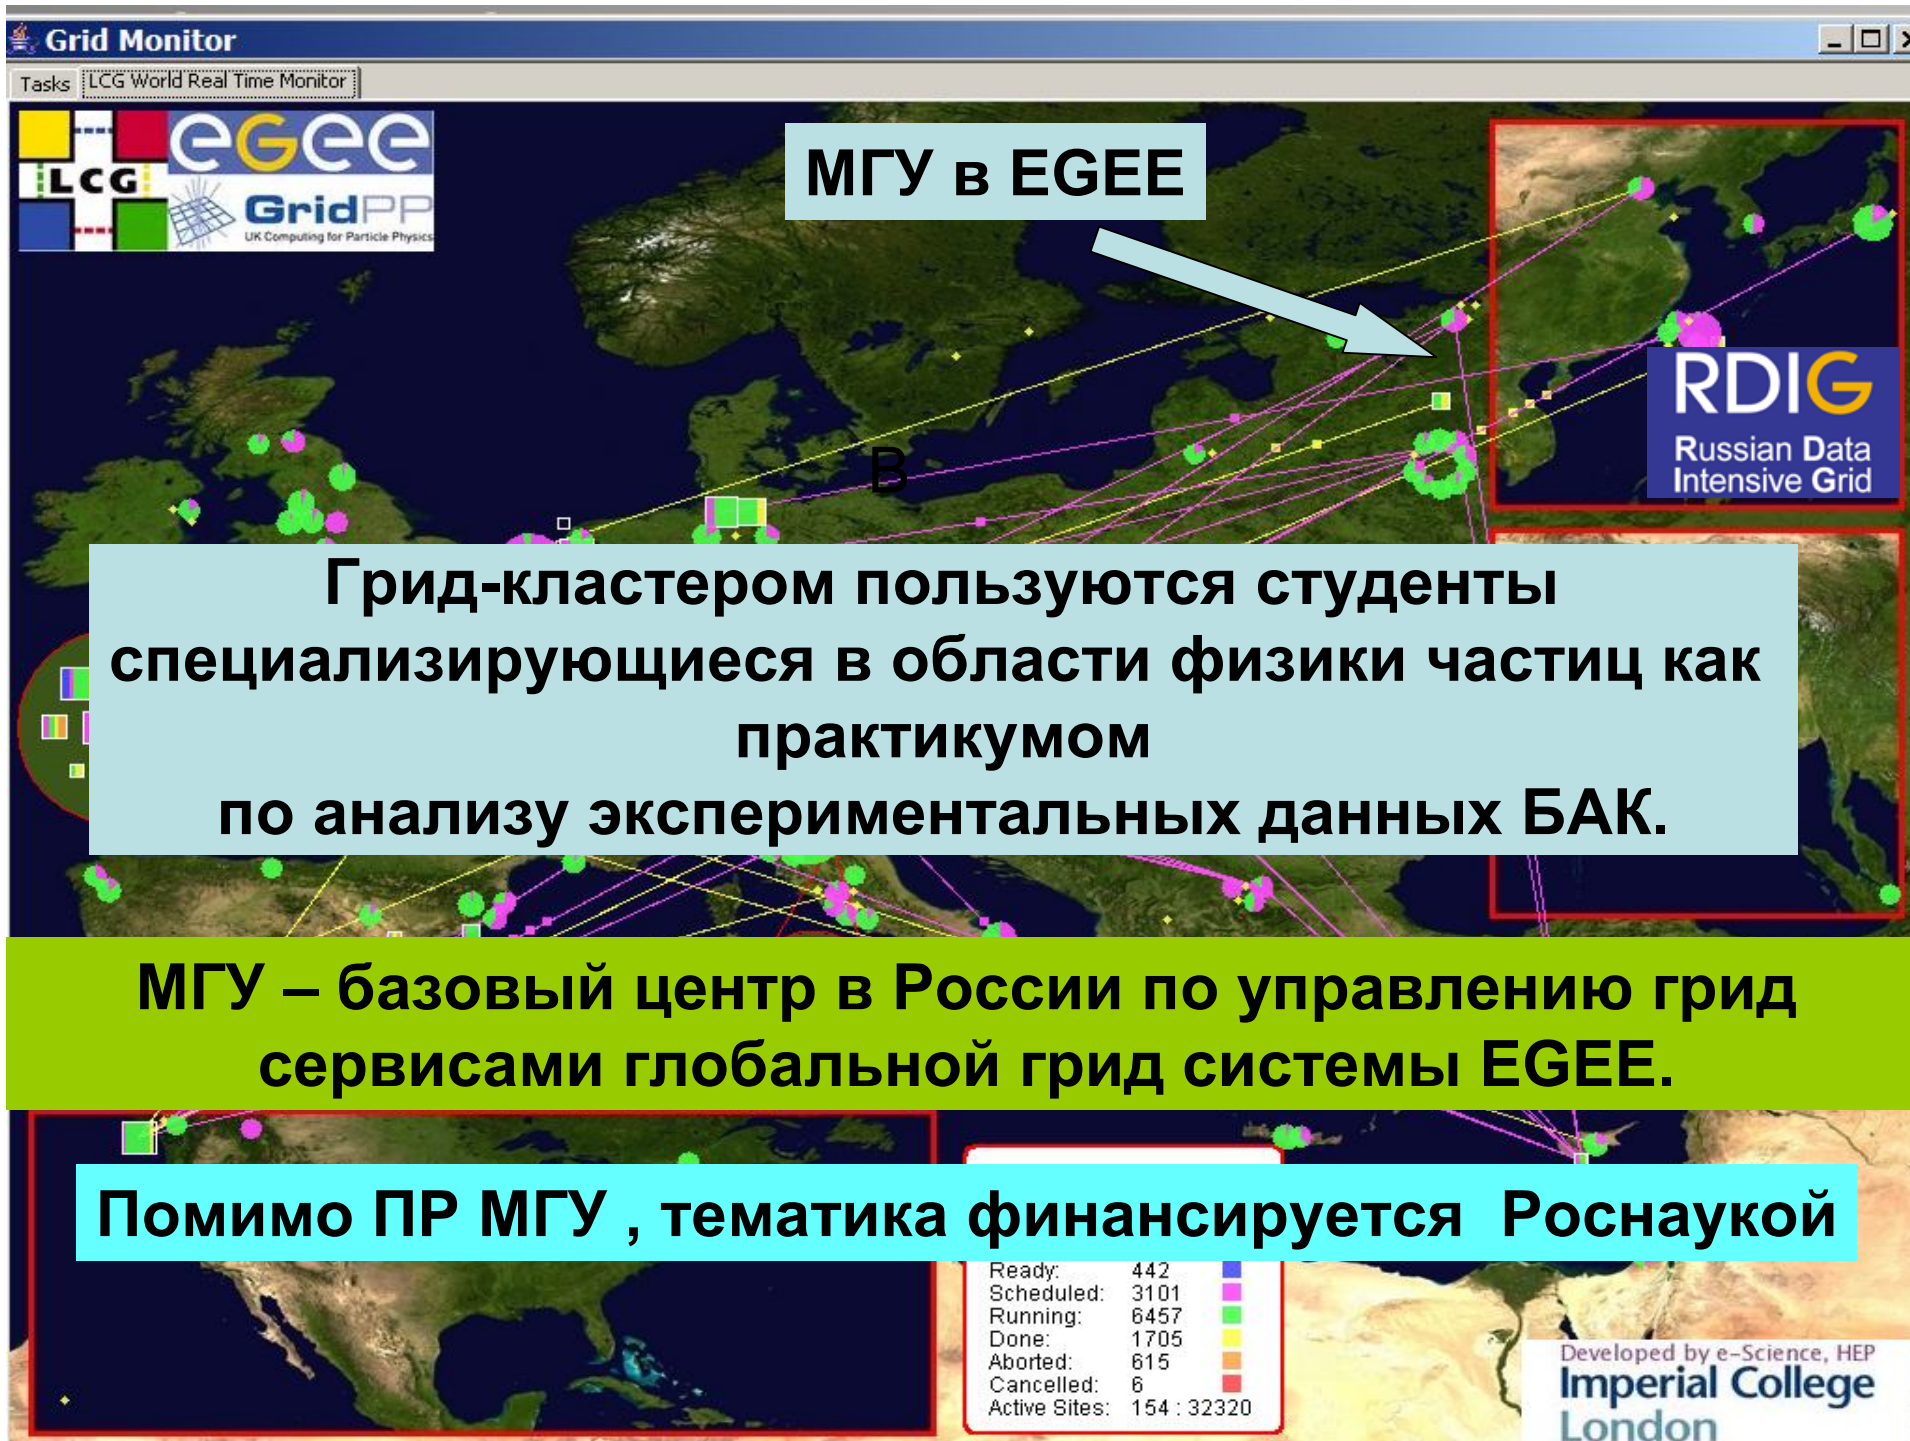 Grid Monitor
Tasks
LCG World Real Time Monitor
LCG
egee
GridPP
UK Computing for Particle Physics
МГУ в EGEE
RDIG
Russian Data
Intensive Grid
в
Грид-кластером пользуются студенты
специализирующиеся в области физики частиц как
практикумом
по анализу экспериментальных данных БАК.
МГУ – базовый центр в России по управлению грид
сервисами глобальной грид системы EGEE.
Помимо ПР МГУ , тематика финансируется Роснаукой
Ready: 442
Scheduled: 3101
Running: 6457
Done: 1705
Aborted: 615
Cancelled: 6
Active Sites: 154 : 32320
Developed by e-Science, HEP
Imperial College
London